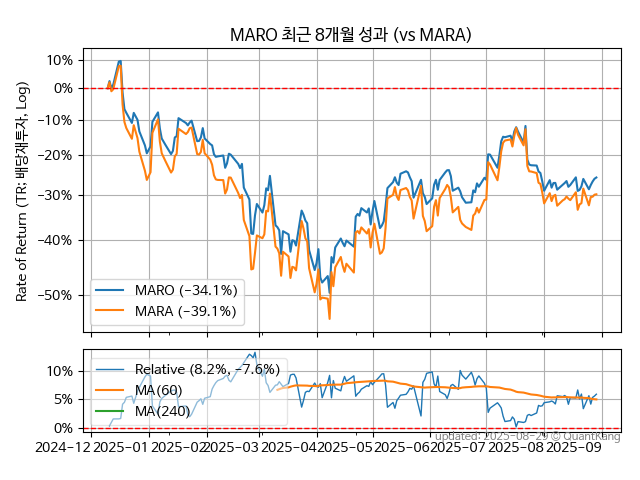 MARO 최근 8개월 성과 (vs MARA)
Rate of Return (TR: 배당재투자, Log)
10%
0%
−10%
−20%
−30%
−40%
−50%
MARO (−34.1%)
MARA (−39.1%)
10%
5%
0%
Relative (8.2%, −7.6%)
MA(60)
MA(240)
2024−12 2025−01 2025−02 2025−03 2025−04 2025−05 2025−06 2025−07 2025−08 2025−09
updated: 2025−08−29 © QuantKang